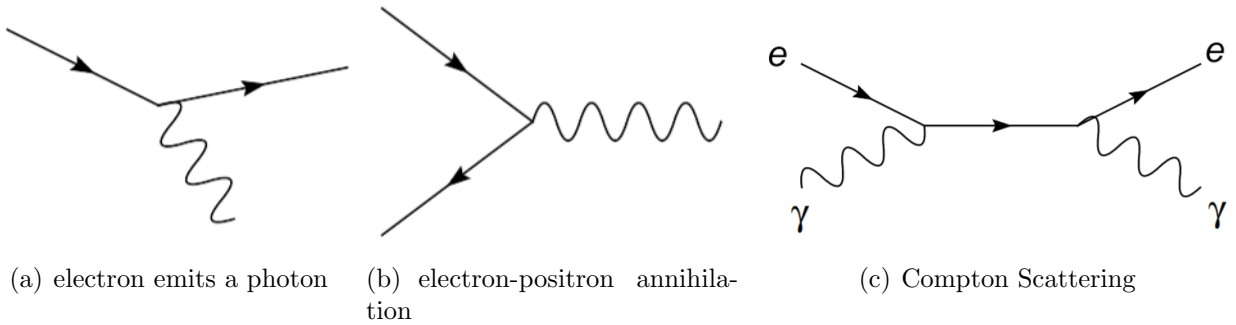 e
e
γ
γ
(a) electron emits a photon
(b) electron-positron annihila-
tion
(c) Compton Scattering